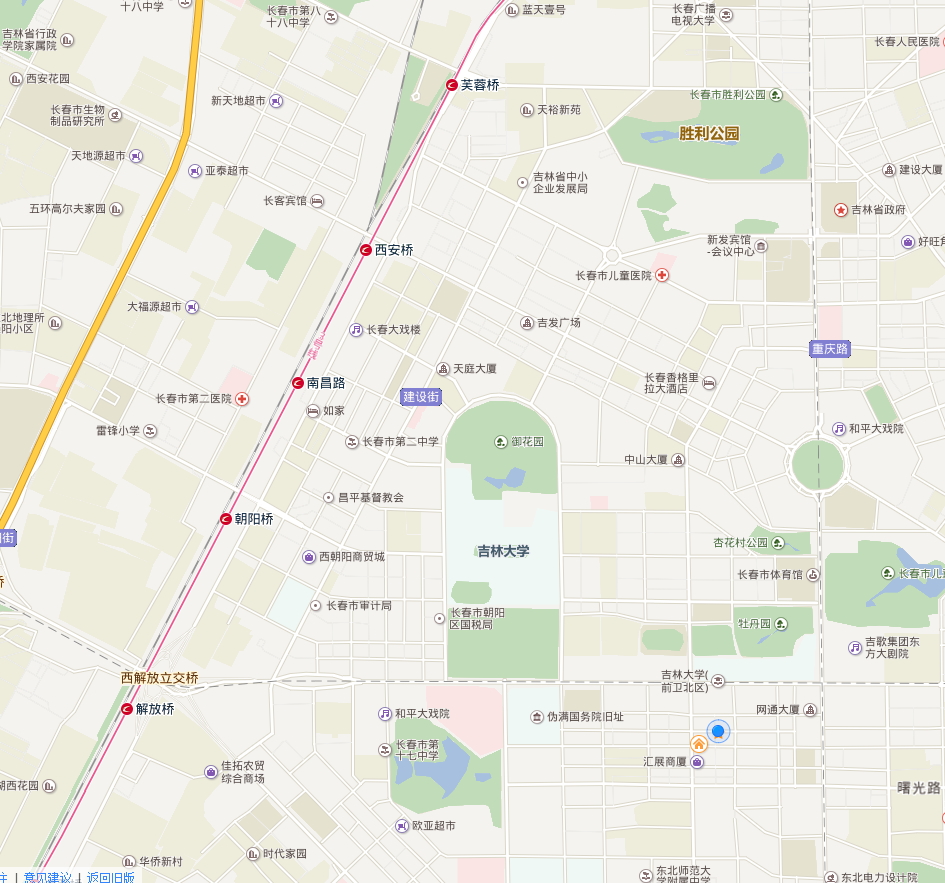 十八中学
长春市第八
十八中学
蓝天壹号
长春广播
电视大学
吉林省行政
学院家属院
长春人民医院
西安花园
芙蓉桥
新天地超市
长春市胜利公园
长春市生物
制品研究所
天裕新苑
胜利公园
天地源超市
亚泰超市
吉林省中小
企业发展局
建设大厦
长客宾馆
五环高尔夫家园
吉林省政府
西安桥
新发宾馆
-会议中心
好旺角
长春市儿童医院
大福源超市
北地理所
阳小区
长春大戏楼
吉发广场
重庆路
天庭大厦
南昌路
长春香格里
拉大酒店
长春市第二医院
建设街
如家
雷锋小学
长春市第二中学
御花园
和平大戏院
中山大厦
昌平基督教会
朝阳桥
街
西朝阳商贸城
吉林大学
杏花村公园
长春市体育馆
长春市儿童
桥
长春市审计局
长春市朝阳
区国税局
牡丹园
吉歌集团东
方大剧院
西解放立交桥
吉林大学(
前卫北区)
解放桥
和平大戏院
伪满国务院旧址
网通大厦
长春市第
十七中学
汇展商厦
佳拓农贸
综合商场
湖西花园
曙光路
欧亚超市
华侨新村
时代家园
东北师范大
学附属中学
东北电力设计院
注 | 意见建议 | 返回旧版